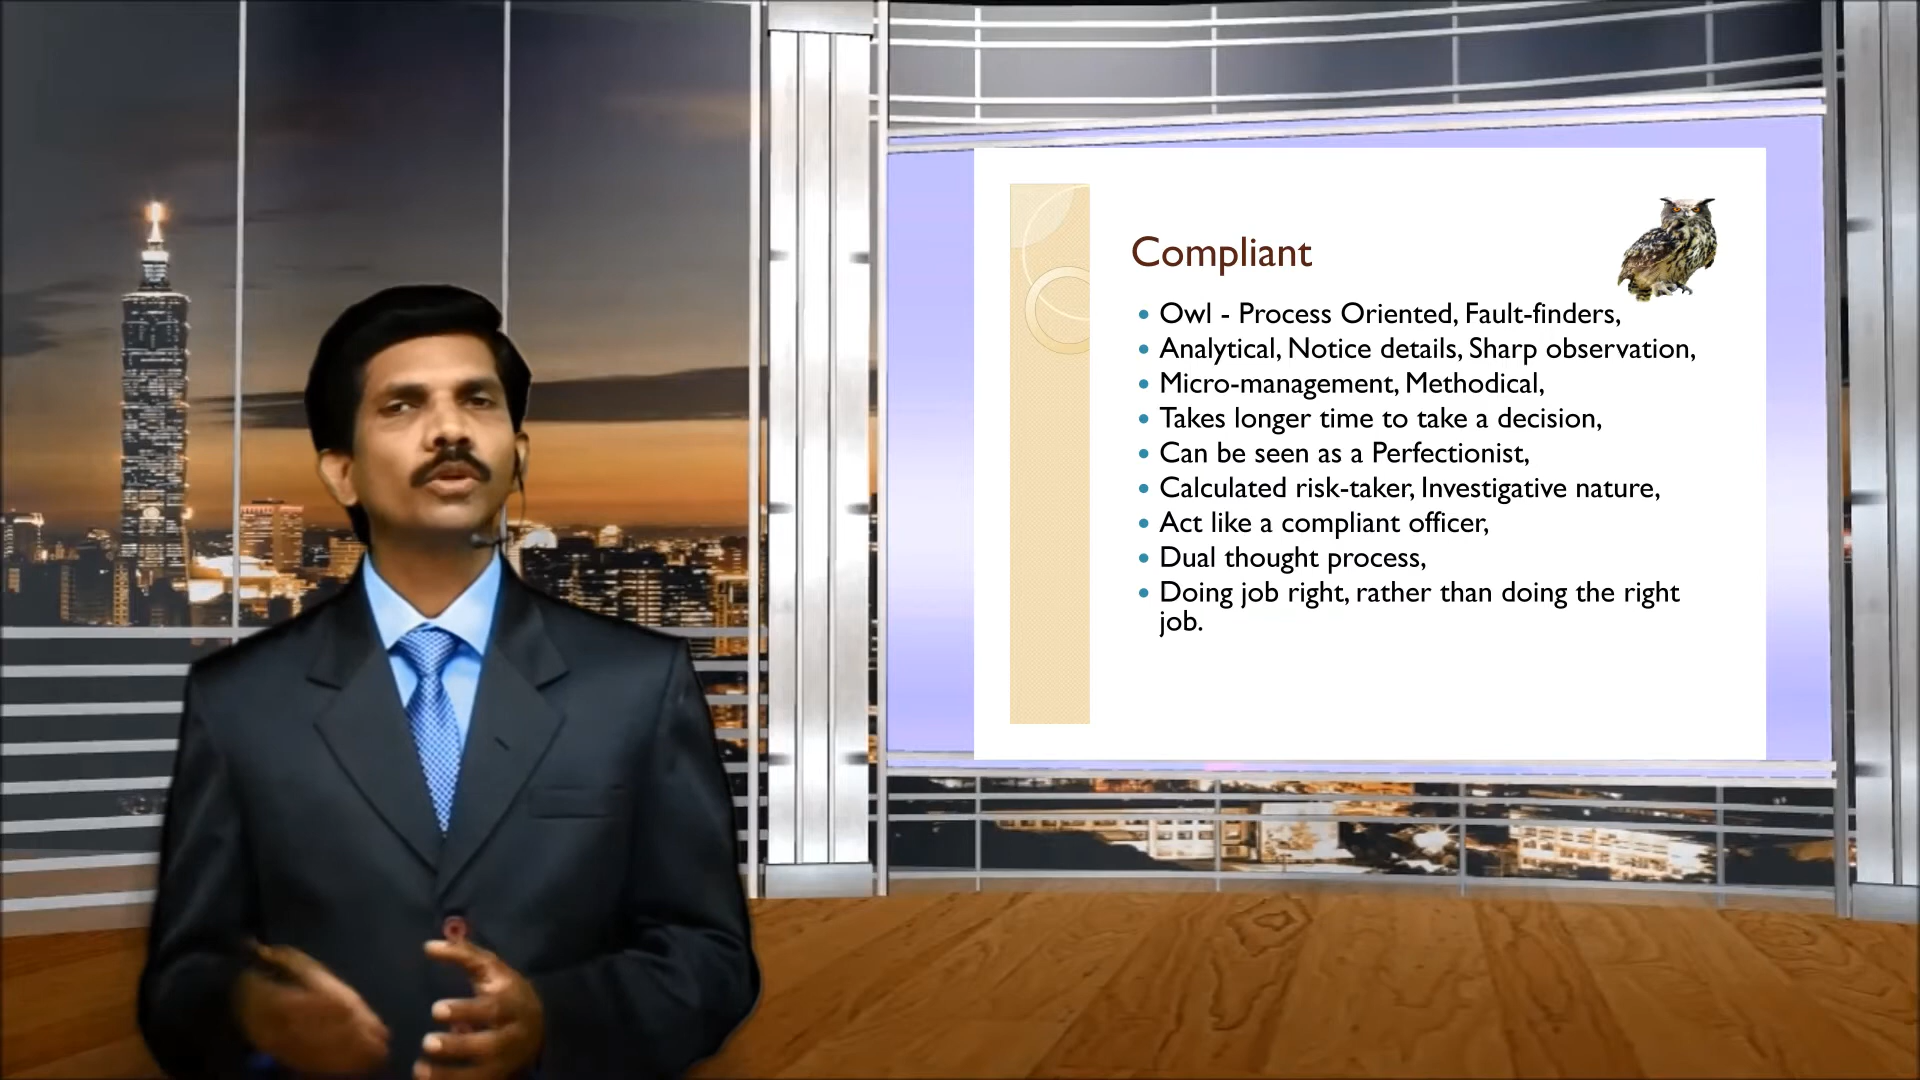 Compliant
Owl - Process Oriented, Fault-finders,
Analytical, Notice details, Sharp observation,
Micro-management, Methodical,
Takes longer time to take a decision,
Can be seen as a Perfectionist,
Calculated risk-taker, Investigative nature,
Act like a compliant officer,
Dual thought process,
Doing job right, rather than doing the right
job.